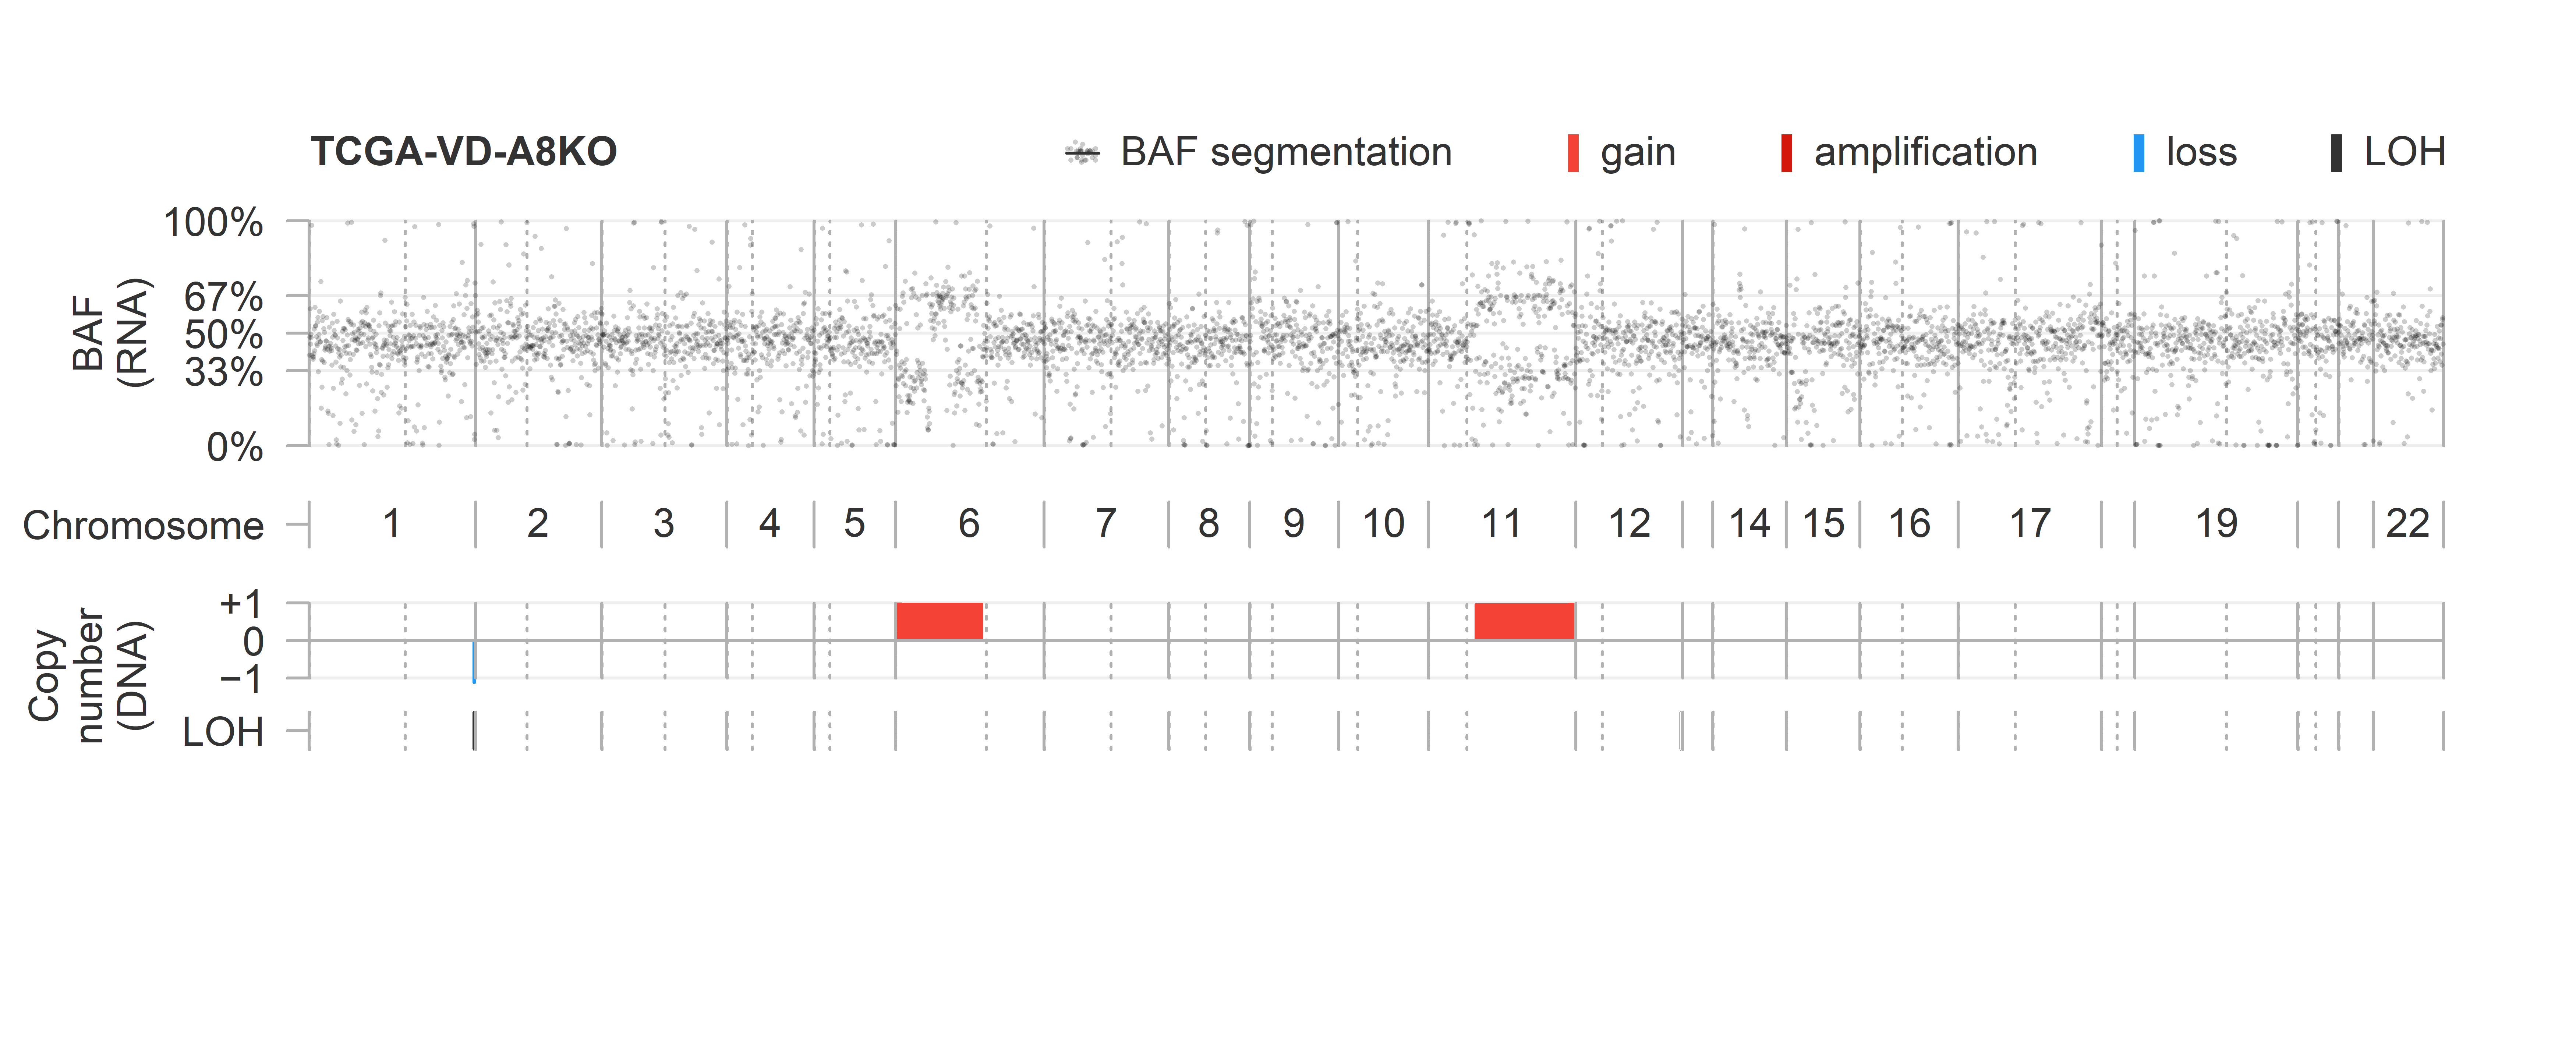 TCGA-VD-A8KO BAF segmentation gain amplification loss LOH
BAF
(RNA)
100%
67%
50%
33%
0%
Chromosome 1 2 3 4 5 6 7 8 9 10 11 12 14 15 16 17 19 22
Copy
number
(DNA)
+1
0
−1
LOH